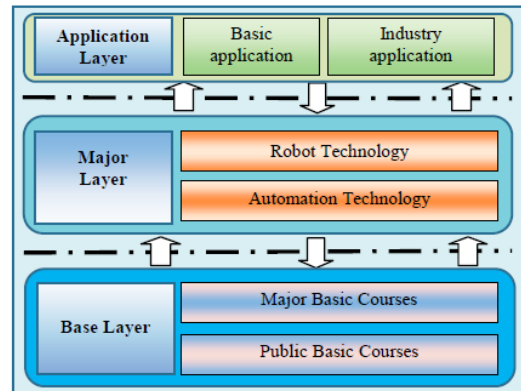 Application
Layer
Basic
application
Industry
application
Major
Layer
Robot Technology
Automation Technology
Base Layer
Major Basic Courses
Public Basic Courses